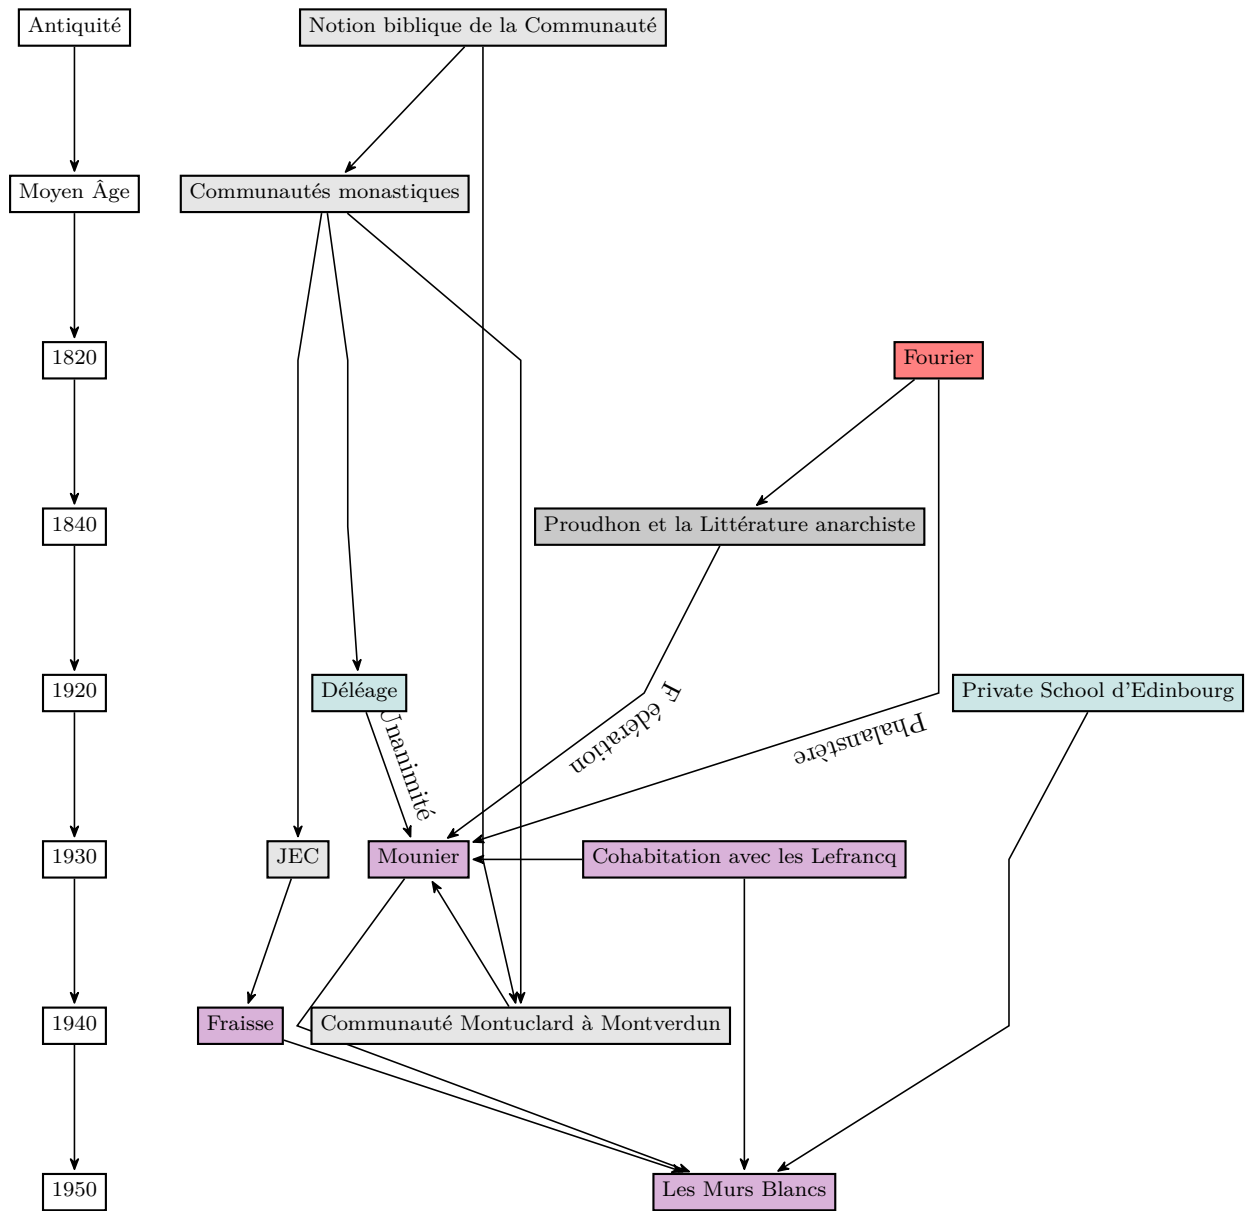 Antiquité
Notion biblique de la Communauté
Moyen Âge
Communautés monastiques
1820
Fourier
1840
Proudhon et la Littérature anarchiste
1920
Déléage
Private School d'Edinbourg
Unanimité
Fédération
Phalanstère
1930
JEC
Mounier
Cohabitation avec les Lefrancq
1940
Fraisse
Communauté Montuclard à Montverdun
1950
Les Murs Blancs